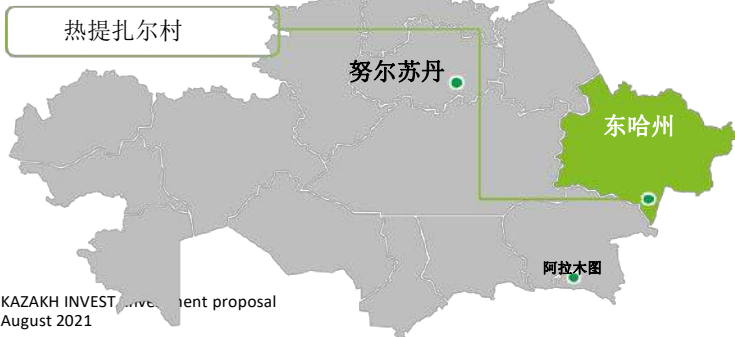 热提扎尔村
努尔苏丹
东哈州
阿拉木图
KAZAKH INVEST, Investment proposal
August 2021